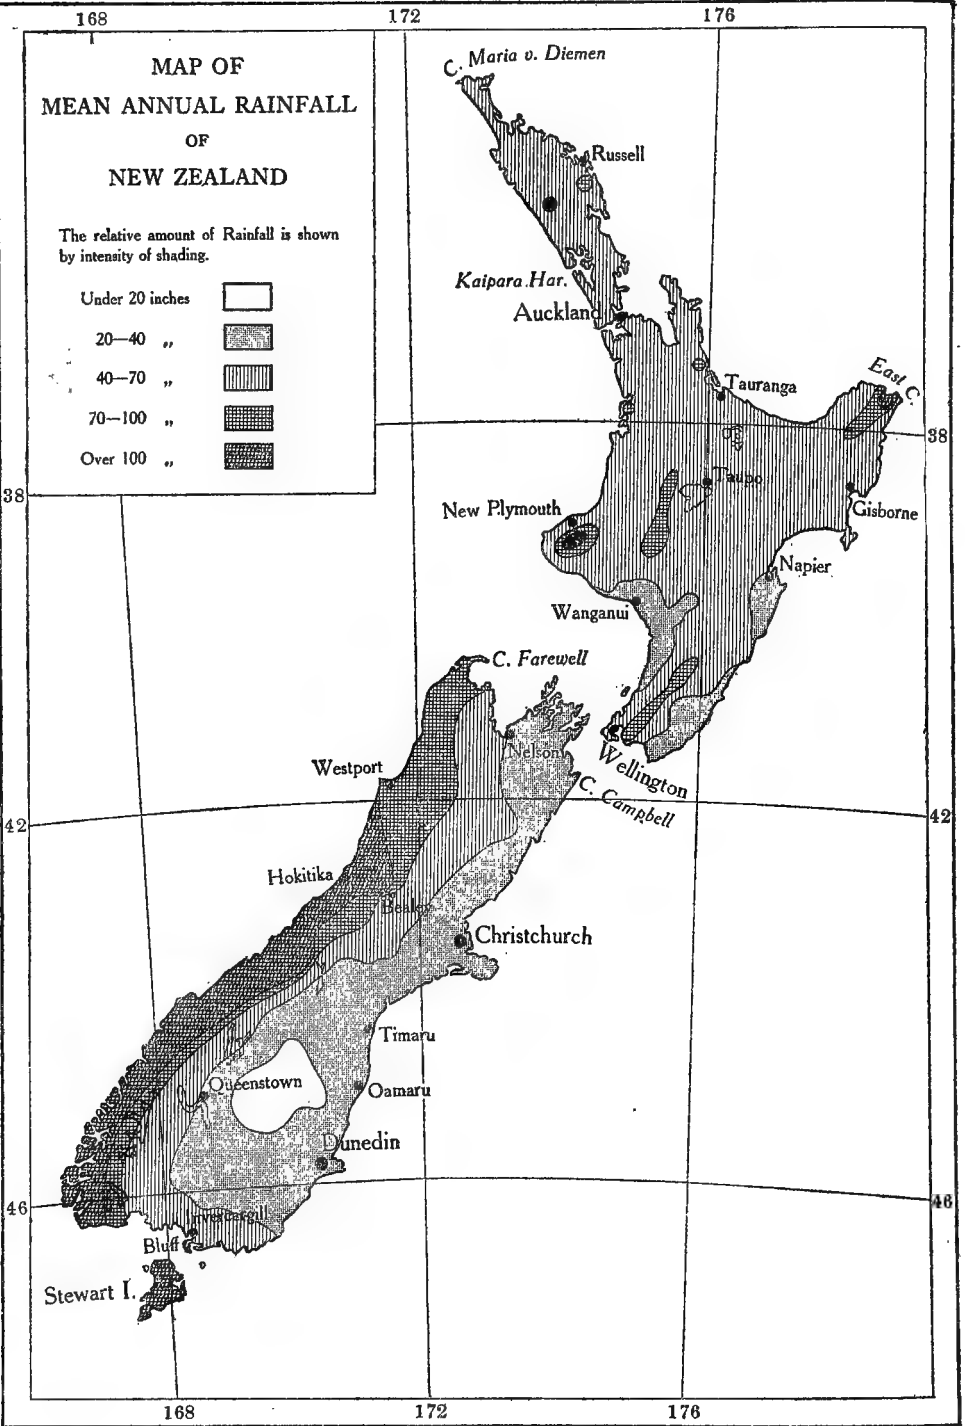 168 172 176
MAP OF
MEAN ANNUAL RAINFALL
OF
NEW ZEALAND
The relative amount of Rainfall is shown
by intensity of shading.
Under 20 inches
20—40 „
40—70 „
70—100 „
Over 100 „
C. Maria v. Diemen
Russell
Kaipara Har.
Auckland
Tauranga
East C.
38
Taupo
38
New Plymouth
Gisborne
Napier
Wanganui
C. Farewell
Nelson
Wellington
Westport
C. Campbell
42
42
Hokitika
Bealey
Christchurch
Timaru
Queenstown
Oamaru
Dunedin
46
46
Invercargill
Bluff
Stewart I.
168 172 176